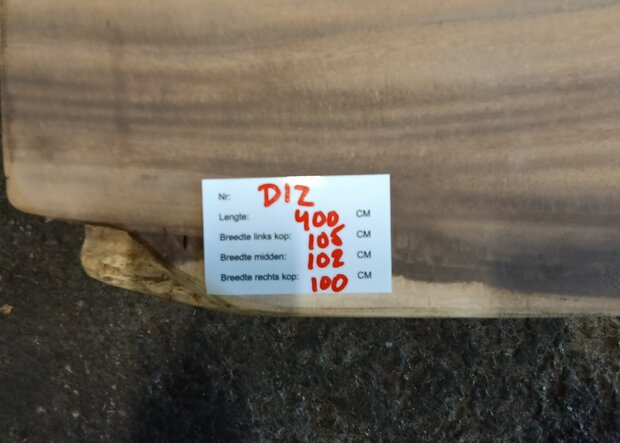 Nr: D12
Lengte: 400 CM
Breedte links kop: 105 CM
Breedte midden: 102 CM
Breedte rechts kop: 100 CM